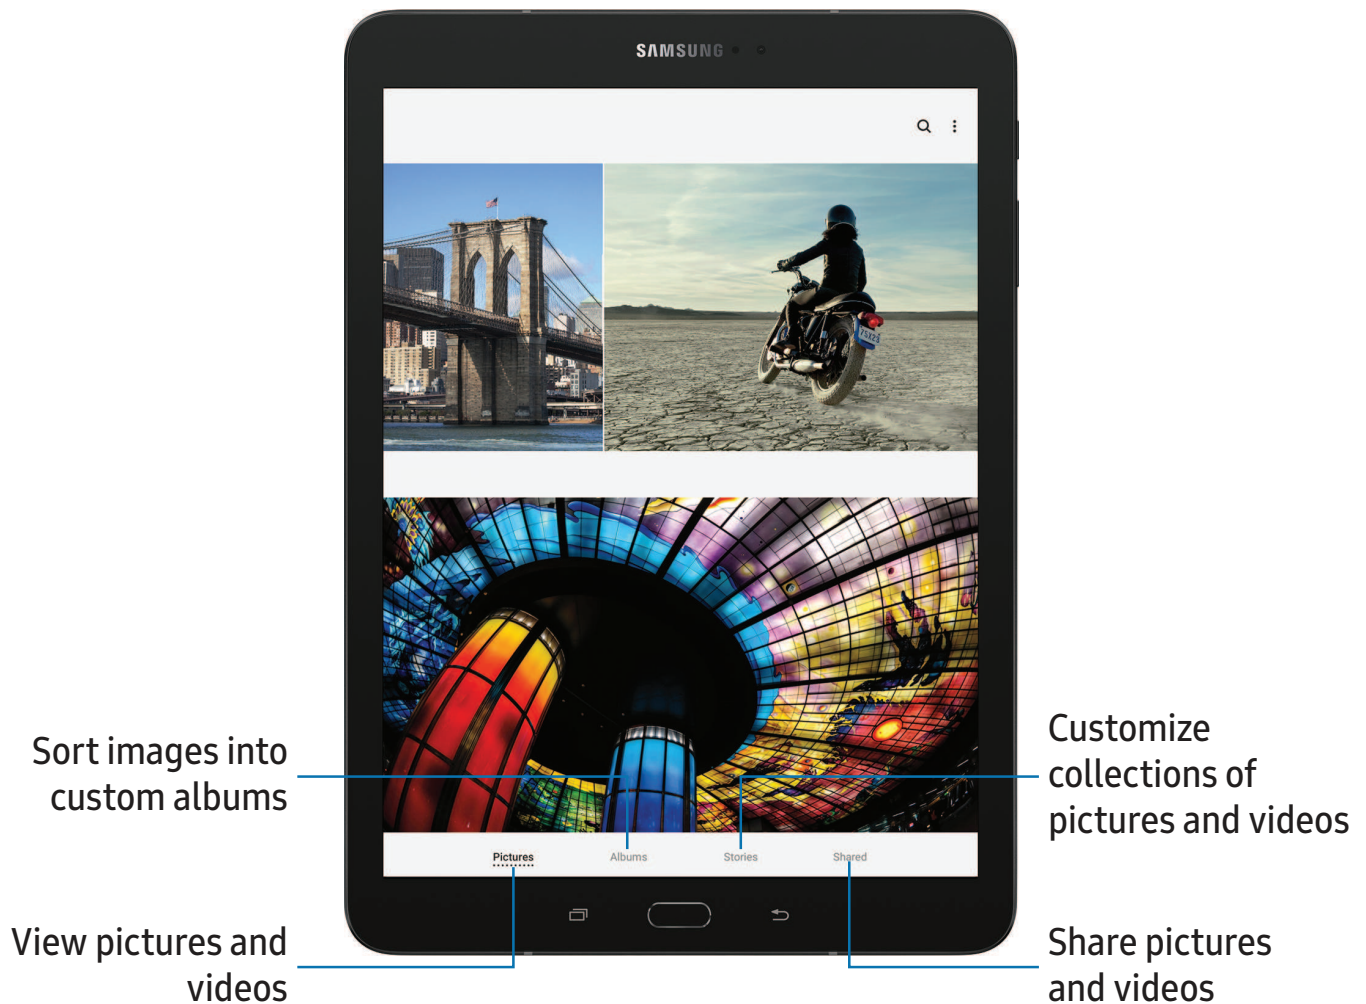 SAMSUNG
75X23
Sort images into
custom albums
Customize
collections of
pictures and videos
Pictures
Albums
Stories
Shared
View pictures and
videos
Share pictures
and videos